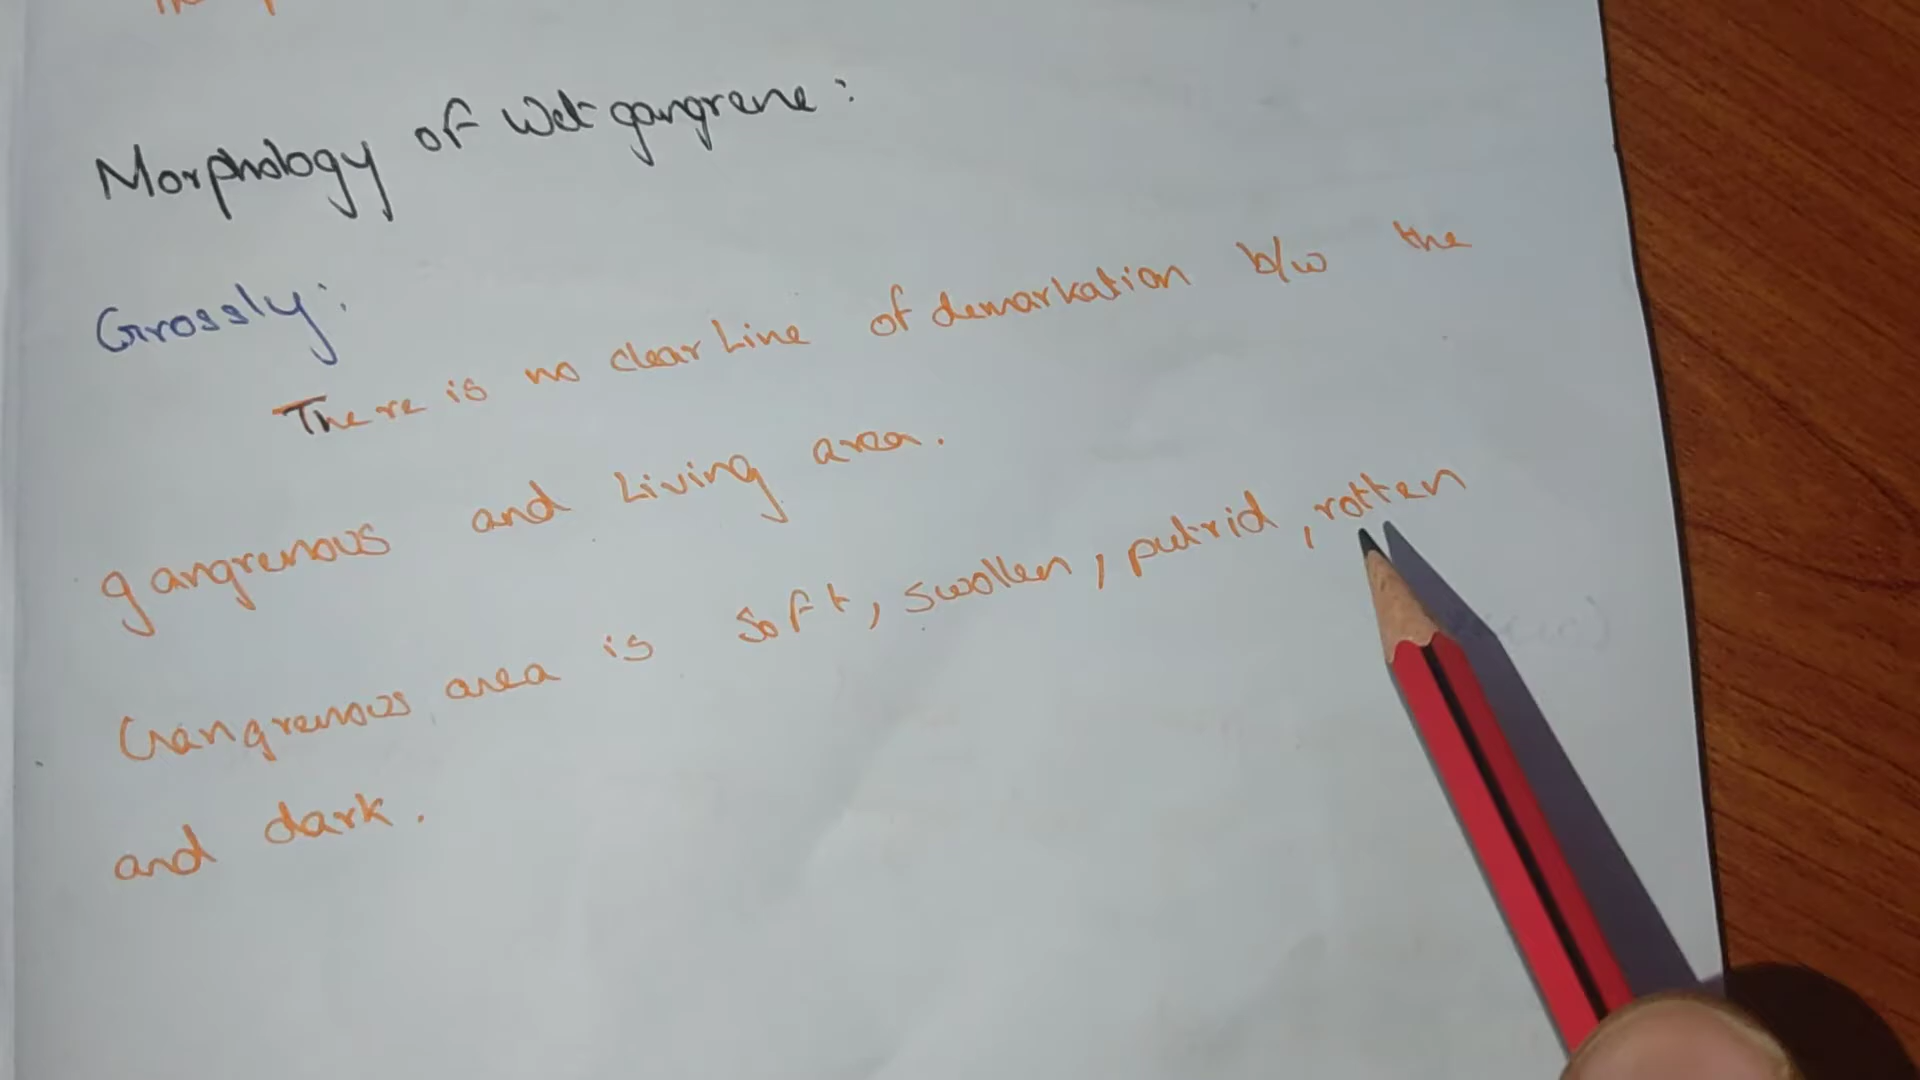 Morphology of Wet gangrene:
Grossly:
There is no clear Line of demarkation b/w the
gangrenous and Living area.
Gangrenous area is soft, swollen, putrid, rotten
and dark.